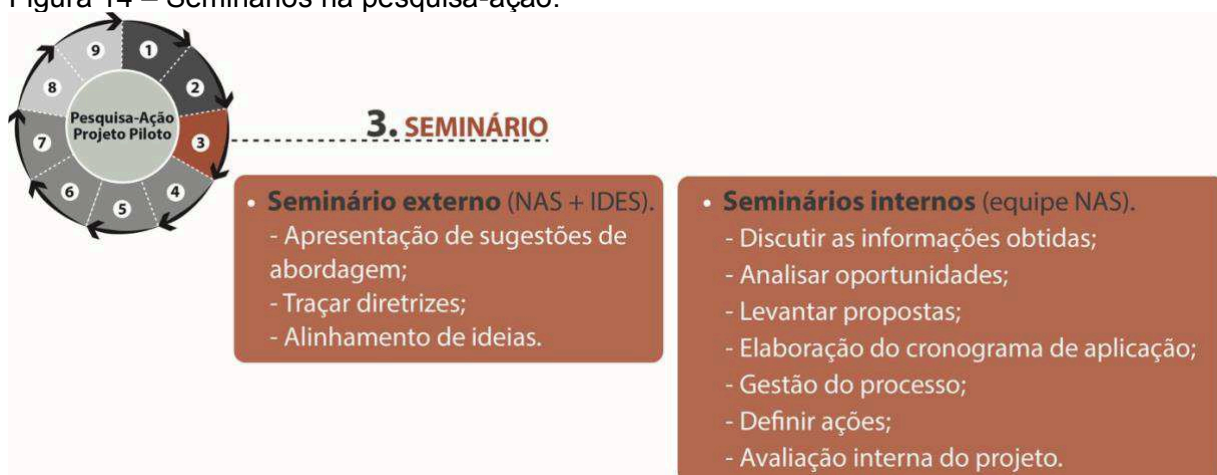 Figura 14 – Seminários na pesquisa-ação.
9
1
8
2
Pesquisa-Ação
Projeto Piloto
7
3
6
5
4
3. SEMINÁRIO
• Seminário externo (NAS + IDES).
- Apresentação de sugestões de
abordagem;
- Traçar diretrizes;
- Alinhamento de ideias.
• Seminários internos (equipe NAS).
- Discutir as informações obtidas;
- Analisar oportunidades;
- Levantar propostas;
- Elaboração do cronograma de aplicação;
- Gestão do processo;
- Definir ações;
- Avaliação interna do projeto.